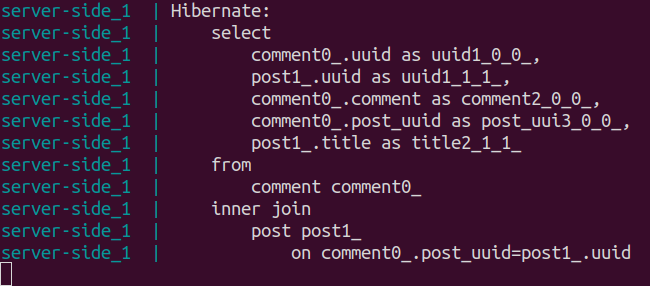 server-side_1  | Hibernate:
server-side_1  |     select
server-side_1  |         comment0_.uuid as uuid1_0_0_,
server-side_1  |         post1_.uuid as uuid1_1_1_,
server-side_1  |         comment0_.comment as comment2_0_0_,
server-side_1  |         comment0_.post_uuid as post_uui3_0_0_,
server-side_1  |         post1_.title as title2_1_1_
server-side_1  |     from
server-side_1  |         comment comment0_
server-side_1  |     inner join
server-side_1  |         post post1_
server-side_1  |             on comment0_.post_uuid=post1_.uuid